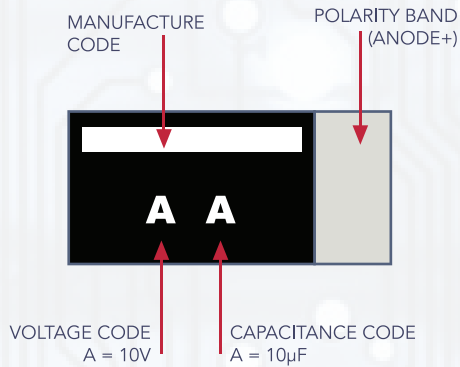 MANUFACTURE
CODE
POLARITY BAND
(ANODE+)
A A
VOLTAGE CODE
A = 10V
CAPACITANCE CODE
A = 10µF